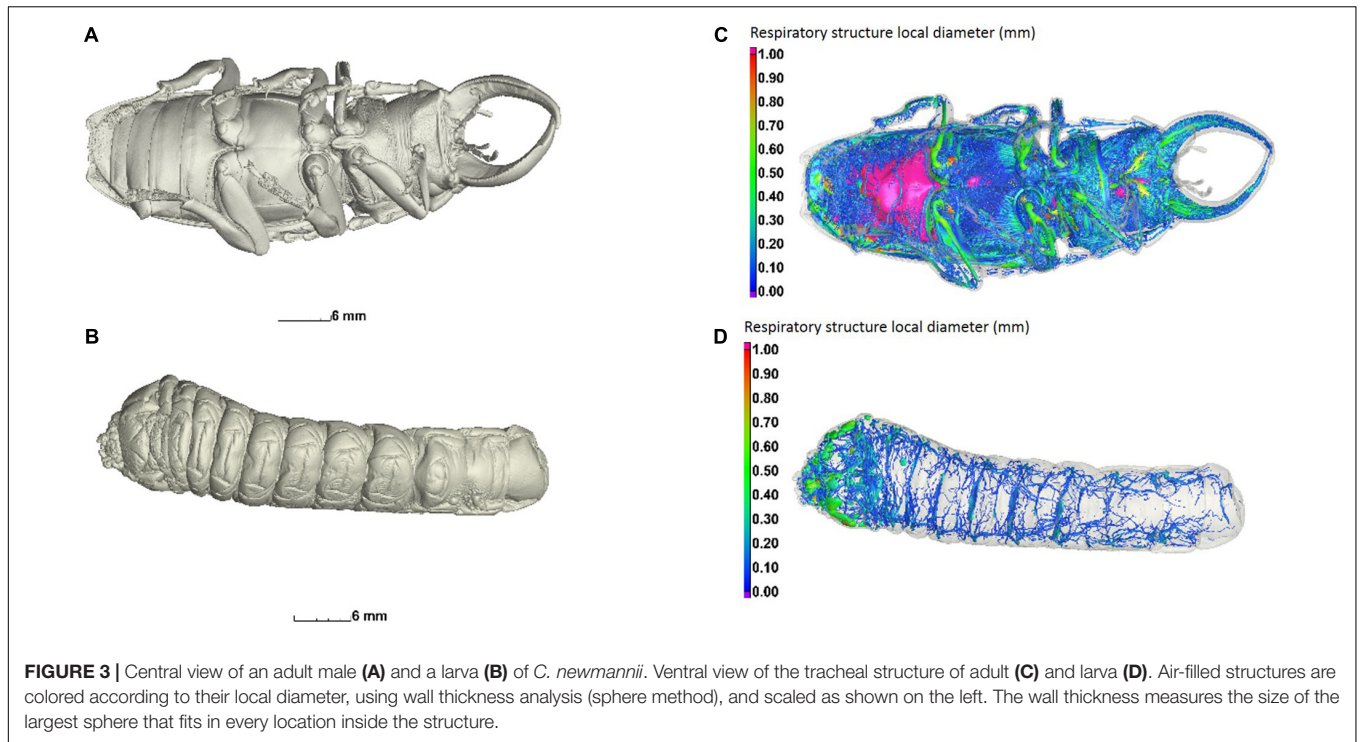 A
6 mm
B
6 mm
C
Respiratory structure local diameter (mm)
1.00
0.90
0.80
0.70
0.60
0.50
0.40
0.30
0.20
0.10
0.00
D
Respiratory structure local diameter (mm)
1.00
0.90
0.80
0.70
0.60
0.50
0.40
0.30
0.20
0.10
0.00
FIGURE 3 | Central view of an adult male (A) and a larva (B) of C. newmannii. Ventral view of the tracheal structure of adult (C) and larva (D). Air-filled structures are
colored according to their local diameter, using wall thickness analysis (sphere method), and scaled as shown on the left. The wall thickness measures the size of the
largest sphere that fits in every location inside the structure.